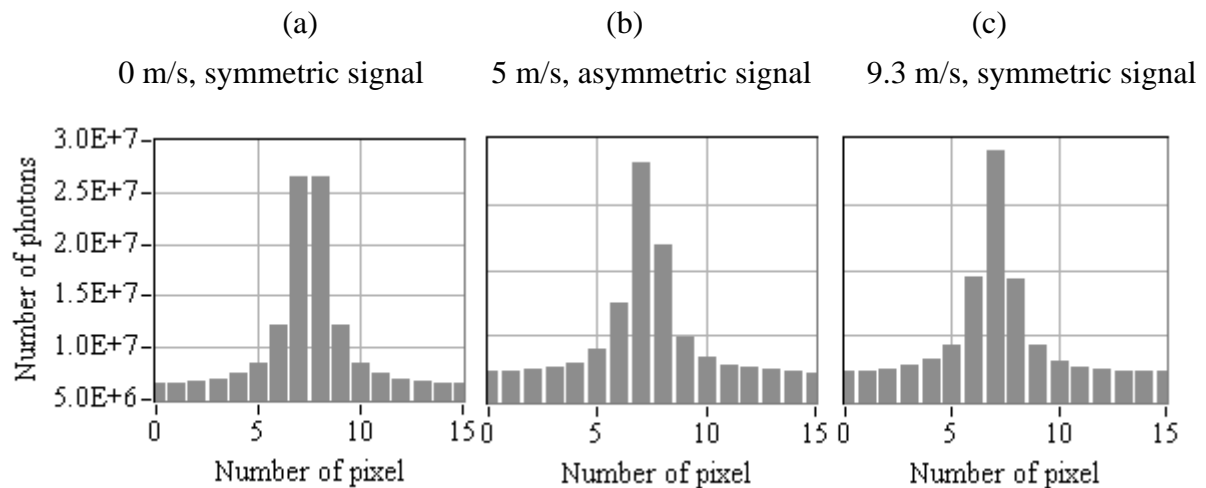 (a) (b) (c)
0 m/s, symmetric signal 5 m/s, asymmetric signal 9.3 m/s, symmetric signal
Number of photons
3.0E+7
2.5E+7
2.0E+7
1.5E+7
1.0E+7
5.0E+6
0 5 10 15 0 5 10 15 0 5 10 15
Number of pixel Number of pixel Number of pixel